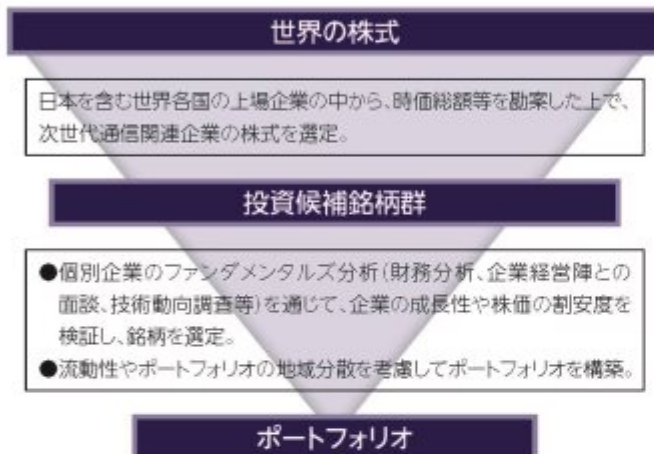 世界の株式
日本を含む世界各国の上場企業の中から、時価総額等を勘案した上で、
次世代通信関連企業の株式を選定。
投資候補銘柄群
●個別企業のファンダメンタルズ分析(財務分析、企業経営陣との
面談、技術動向調査等)を通じて、企業の成長性や株価の割安度を
検証し、銘柄を選定。
●流動性やポートフォリオの地域分散を考慮してポートフォリオを構築。
ポートフォリオ